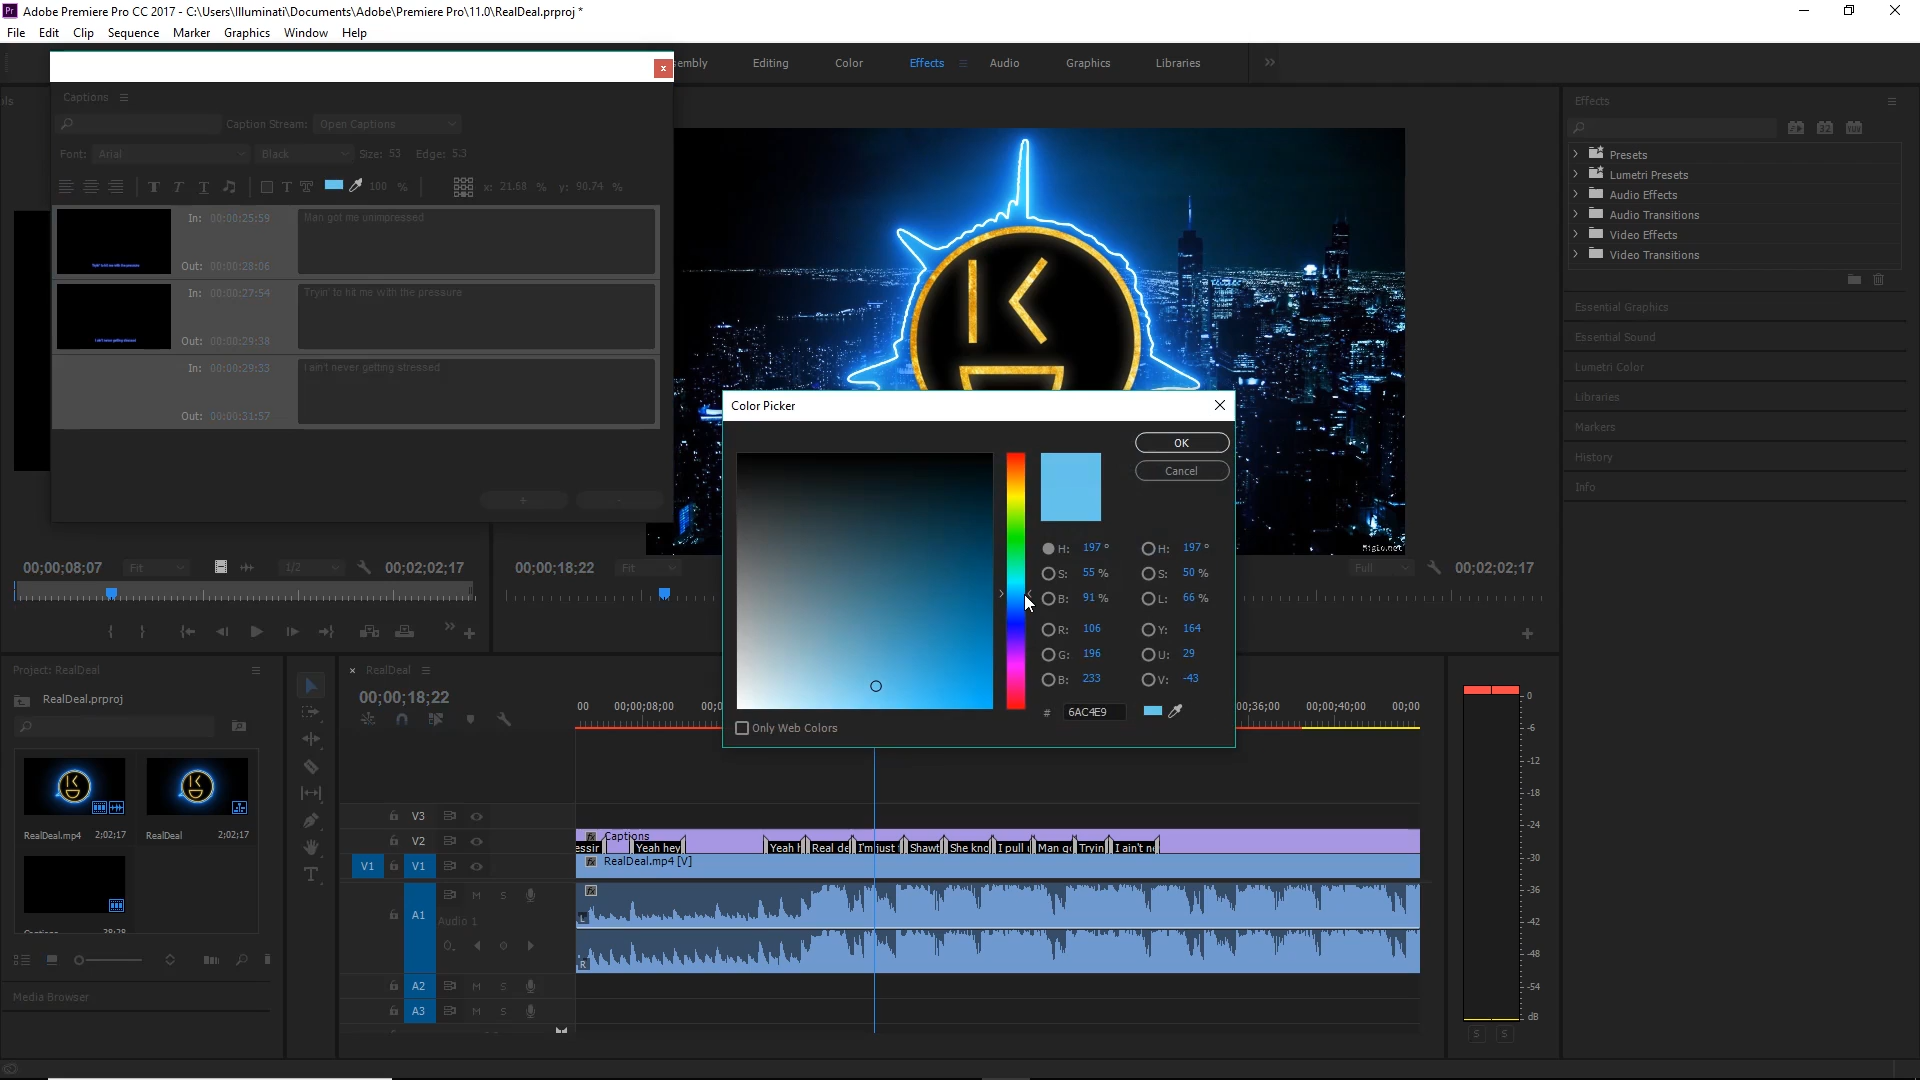 Pr Adobe Premiere Pro CC 2017 - C:\Users\Illuminati\Documents\Adobe\Premiere Pro\11.0\RealDeal.prproj *
File Edit Clip Sequence Marker Graphics Window Help
sembly Editing Color Effects Audio Graphics Libraries
Captions
Caption Stream: Open Captions
Font: Arial Black Size: 53 Edge: 5.3
100 % x: 21.68 % y: 90.74 %
In: 00:00:25:59 Man got me unimpressed
Out: 00:00:28:06
In: 00:00:27:54 Tryin' to hit me with the pressure
Out: 00:00:29:38
In: 00:00:29:33 I ain't never getting stressed
Out: 00:00:31:57
+ -
Effects
32
Presets
Lumetri Presets
Audio Effects
Audio Transitions
Video Effects
Video Transitions
Essential Graphics
Essential Sound
Lumetri Color
Libraries
Markers
History
Info
Color Picker
OK
Cancel
H: 197 ° H: 197 °
S: 55 % S: 50 %
B: 91 % L: 66 %
R: 106 Y: 164
G: 196 U: 29
B: 233 V: -43
# 6AC4E9
Only Web Colors
00;00;08;07 Fit 1/2 00;02;02;17
00;00;18;22 Fit Full 00;02;02;17
Project: RealDeal
RealDeal.prproj
RealDeal.mp4 2;02;17 RealDeal 2;02;17
Media Browser
RealDeal
00;00;18;22
00 00;00;08;00 00;0 00;36;00 00;00;40;00 00;00
V3
V2 Captions
essir Yeah hey Yeah h Real de I'm just Shawt She kno I pull u Man go Tryin' I ain't ne
V1 V1 RealDeal.mp4 [V]
A1 M S
Audio 1
L
R
A2 M S
A3 M S
0
-6
-12
-18
-24
-30
-36
-42
-48
-54
dB
S S